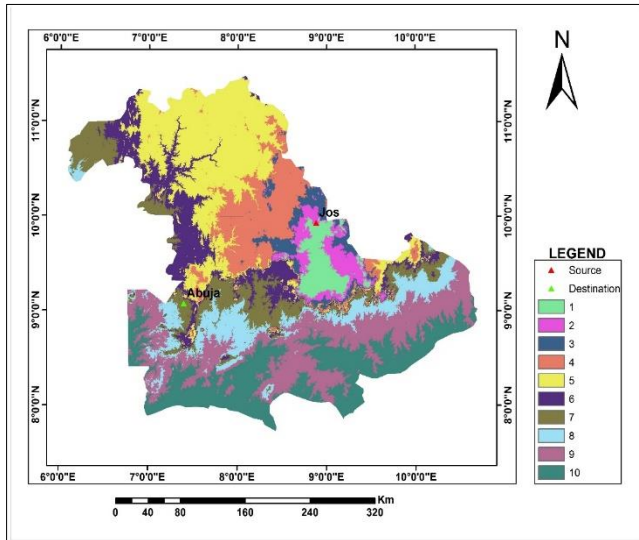 6°0'0"E 7°0'0"E 8°0'0"E 9°0'0"E 10°0'0"E
N
11°0'0"N 11°0'0"N
10°0'0"N 10°0'0"N
Jos
Abuja
9°0'0"N 9°0'0"N
8°0'0"N 8°0'0"N
6°0'0"E 7°0'0"E 8°0'0"E 9°0'0"E 10°0'0"E
LEGEND
Source
Destination
1
2
3
4
5
6
7
8
9
10
Km
0 40 80 160 240 320